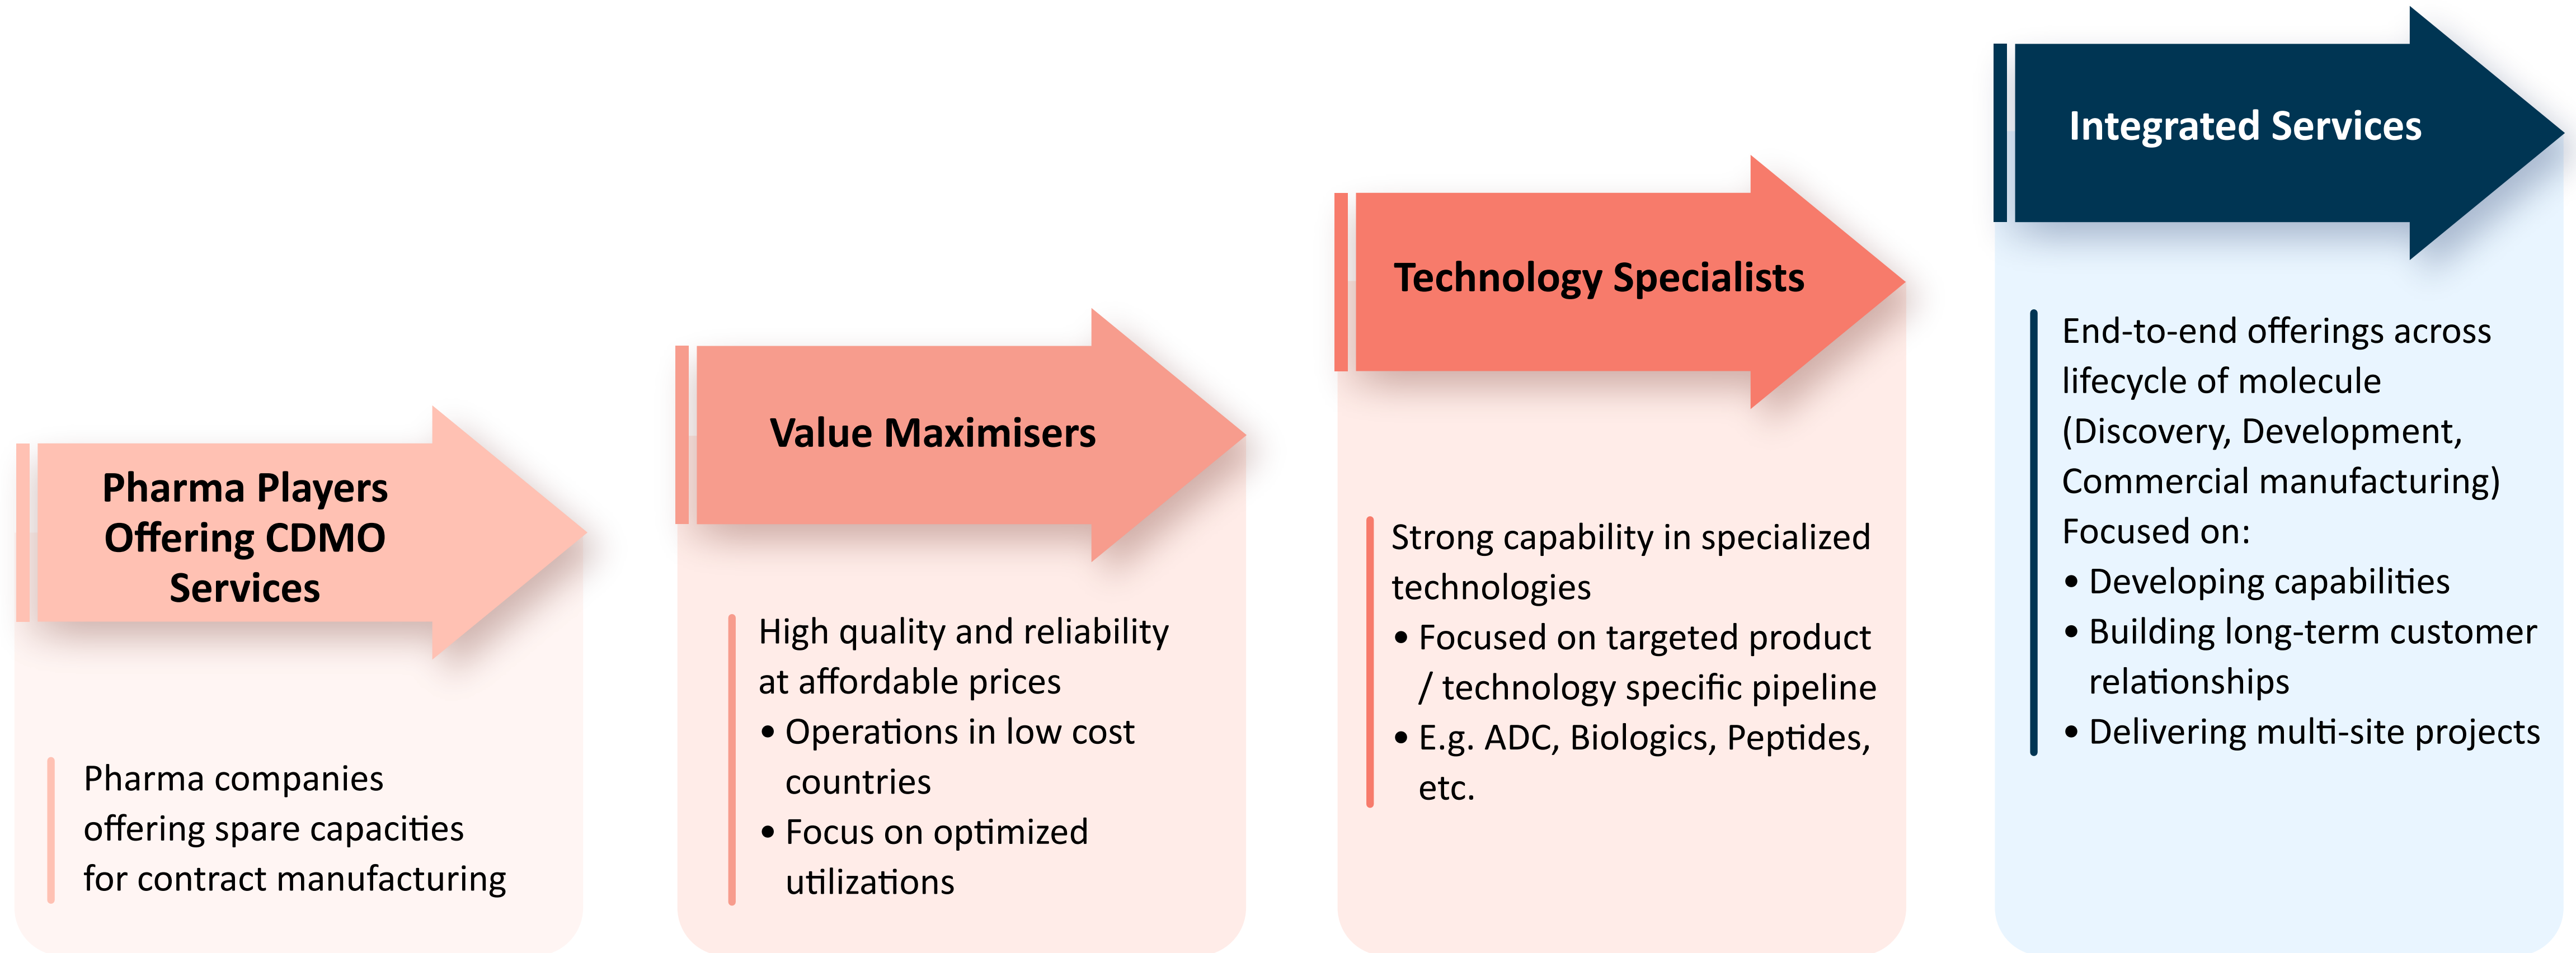 Pharma Players
Offering CDMO
Services
Pharma companies
offering spare capacities
for contract manufacturing
Value Maximisers
High quality and reliability
at affordable prices
• Operations in low cost
countries
• Focus on optimized
utilizations
Technology Specialists
Strong capability in specialized
technologies
• Focused on targeted product
/ technology specific pipeline
• E.g. ADC, Biologics, Peptides,
etc.
Integrated Services
End-to-end offerings across
lifecycle of molecule
(Discovery, Development,
Commercial manufacturing)
Focused on:
• Developing capabilities
• Building long-term customer
relationships
• Delivering multi-site projects